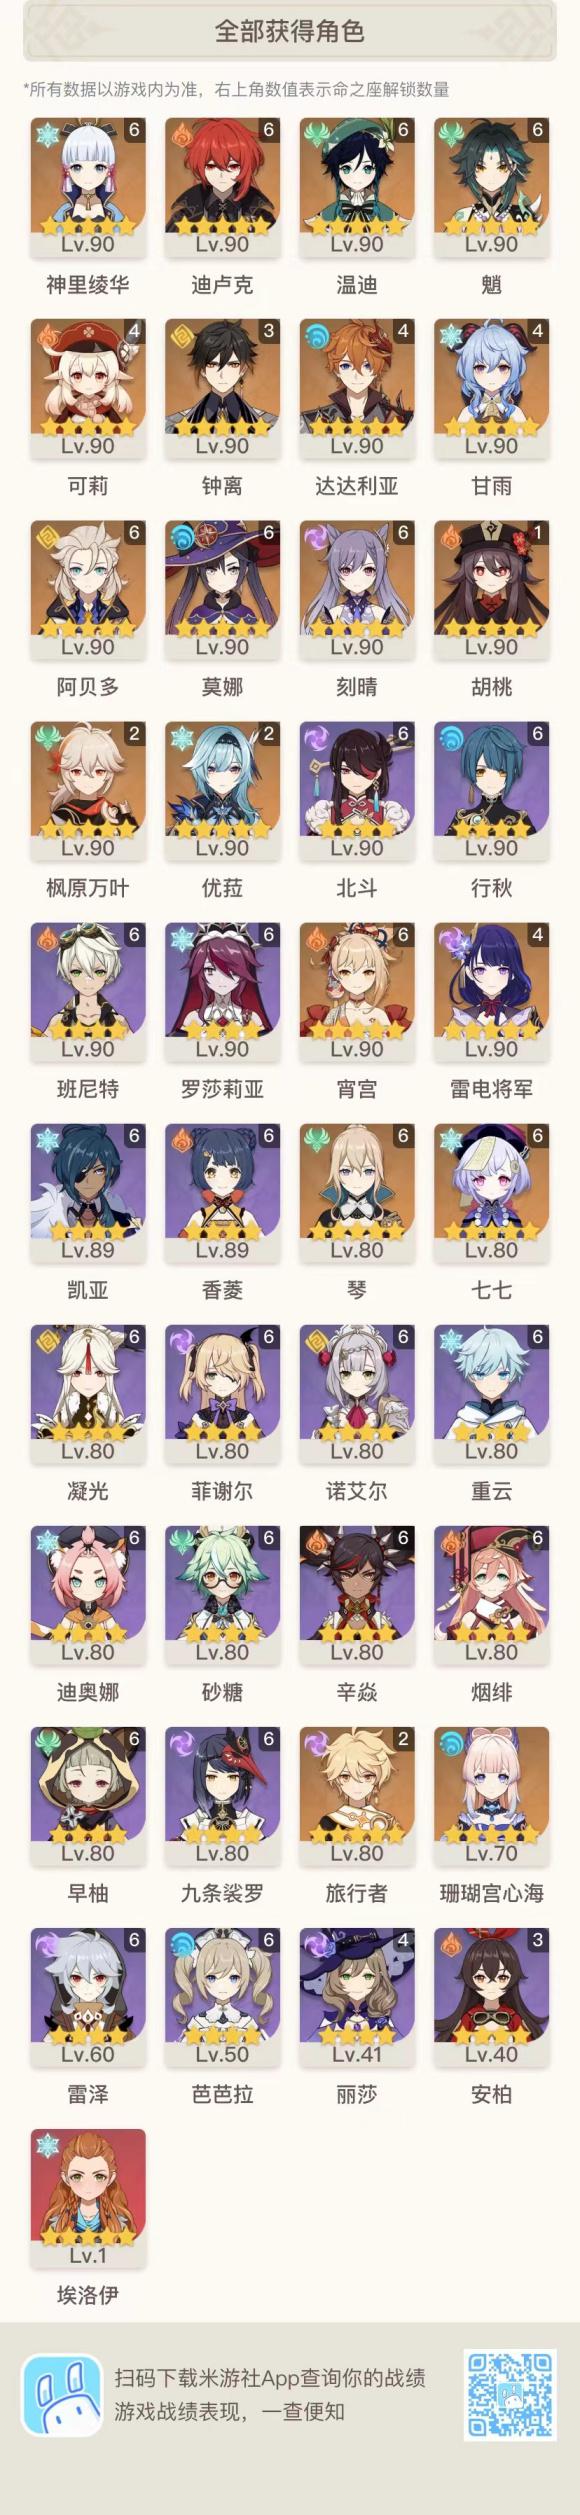 全部获得角色
*所有数据以游戏内为准，右上角数值表示命之座解锁数量
6 6 6 6
Lv.90 Lv.90 Lv.90 Lv.90
神里绫华 迪卢克 温迪 魈
4 3 4 4
Lv.90 Lv.90 Lv.90 Lv.90
可莉 钟离 达达利亚 甘雨
6 6 6 1
Lv.90 Lv.90 Lv.90 Lv.90
阿贝多 莫娜 刻晴 胡桃
2 2 6 6
Lv.90 Lv.90 Lv.90 Lv.90
枫原万叶 优菈 北斗 行秋
6 6 6 4
Lv.90 Lv.90 Lv.90 Lv.90
班尼特 罗莎莉亚 宵宫 雷电将军
6 6 6 6
Lv.89 Lv.89 Lv.80 Lv.80
凯亚 香菱 琴 七七
6 6 6 6
Lv.80 Lv.80 Lv.80 Lv.80
凝光 菲谢尔 诺艾尔 重云
6 6 6 6
Lv.80 Lv.80 Lv.80 Lv.80
迪奥娜 砂糖 辛焱 烟绯
6 6 2
Lv.80 Lv.80 Lv.80 Lv.70
早柚 九条裟罗 旅行者 珊瑚宫心海
6 6 4 3
Lv.60 Lv.50 Lv.41 Lv.40
雷泽 芭芭拉 丽莎 安柏
Lv.1
埃洛伊
扫码下载米游社App查询你的战绩
游戏战绩表现，一查便知